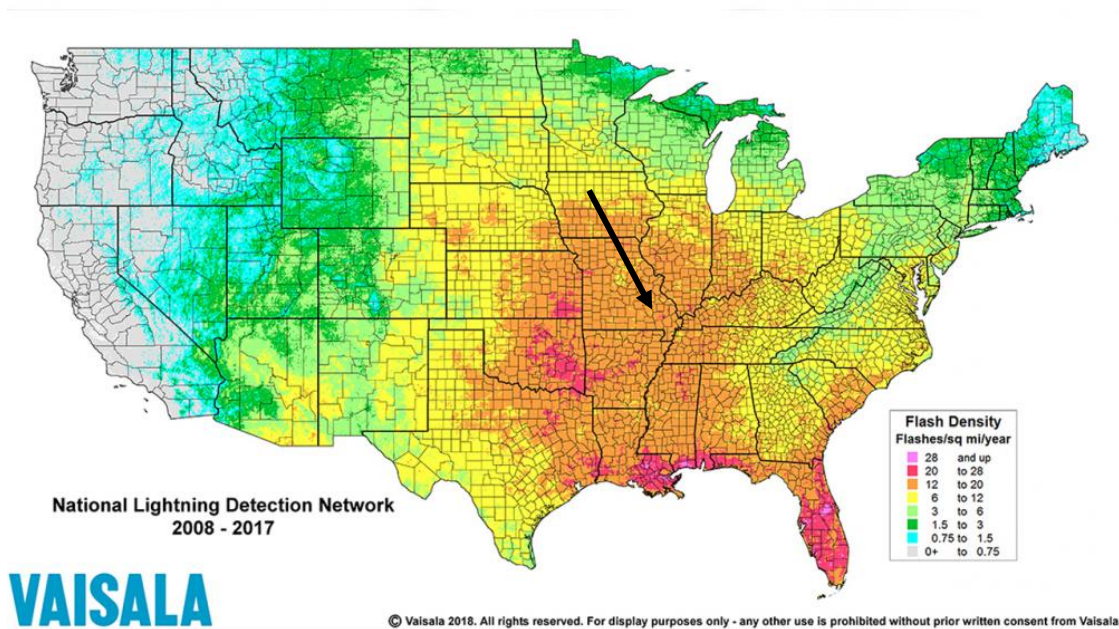 National Lightning Detection Network
2008 - 2017
Flash Density
Flashes/sq mi/year
28 and up
20 to 28
12 to 20
6 to 12
3 to 6
1.5 to 3
0.75 to 1.5
0+ to 0.75
VAISALA
© Vaisala 2018. All rights reserved. For display purposes only - any other use is prohibited without prior written consent from Vaisala